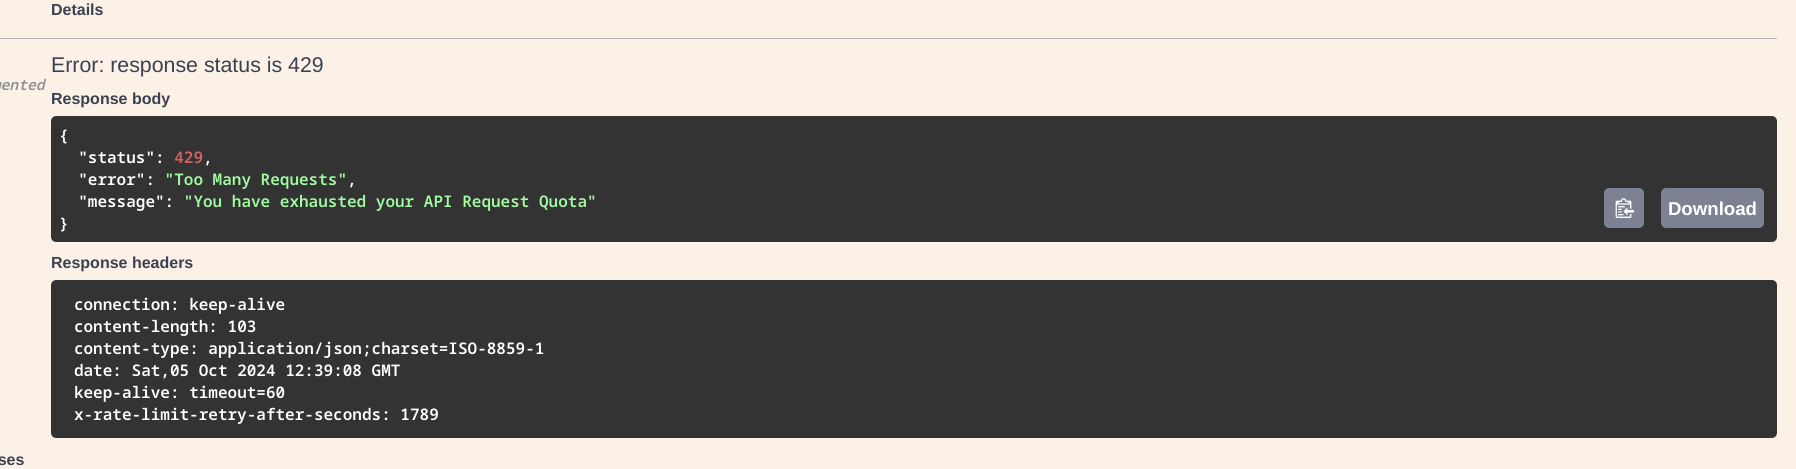 Details
Error: response status is 429
ented
Response body
{
"status": 429,
"error": "Too Many Requests",
"message": "You have exhausted your API Request Quota"
}
Download
Response headers
connection: keep-alive
content-length: 103
content-type: application/json;charset=ISO-8859-1
date: Sat,05 Oct 2024 12:39:08 GMT
keep-alive: timeout=60
x-rate-limit-retry-after-seconds: 1789
ses